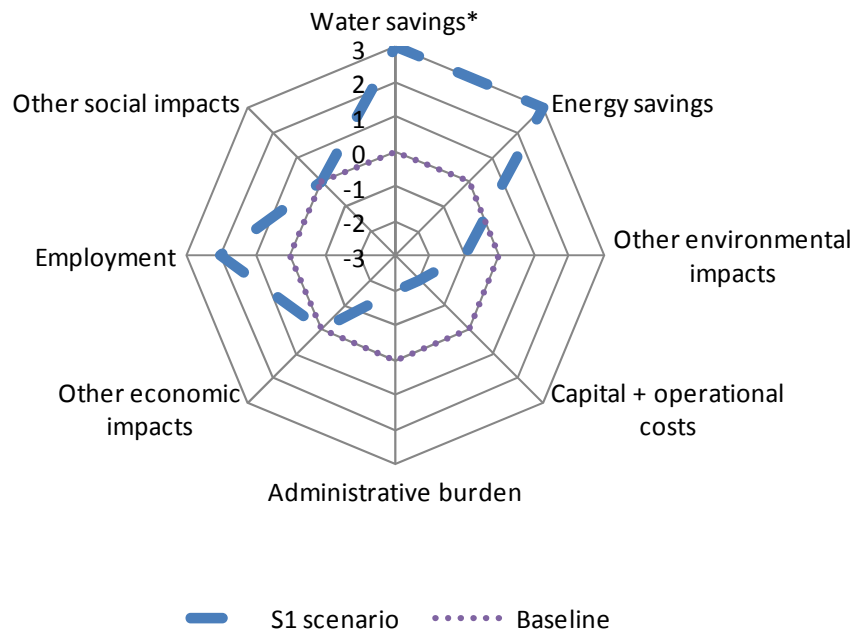 Water savings*
3
2
1
0
-1
-2
-3
Energy savings
Other environmental
impacts
Capital + operational
costs
Administrative burden
Other economic
impacts
Employment
Other social impacts
S1 scenario
Baseline